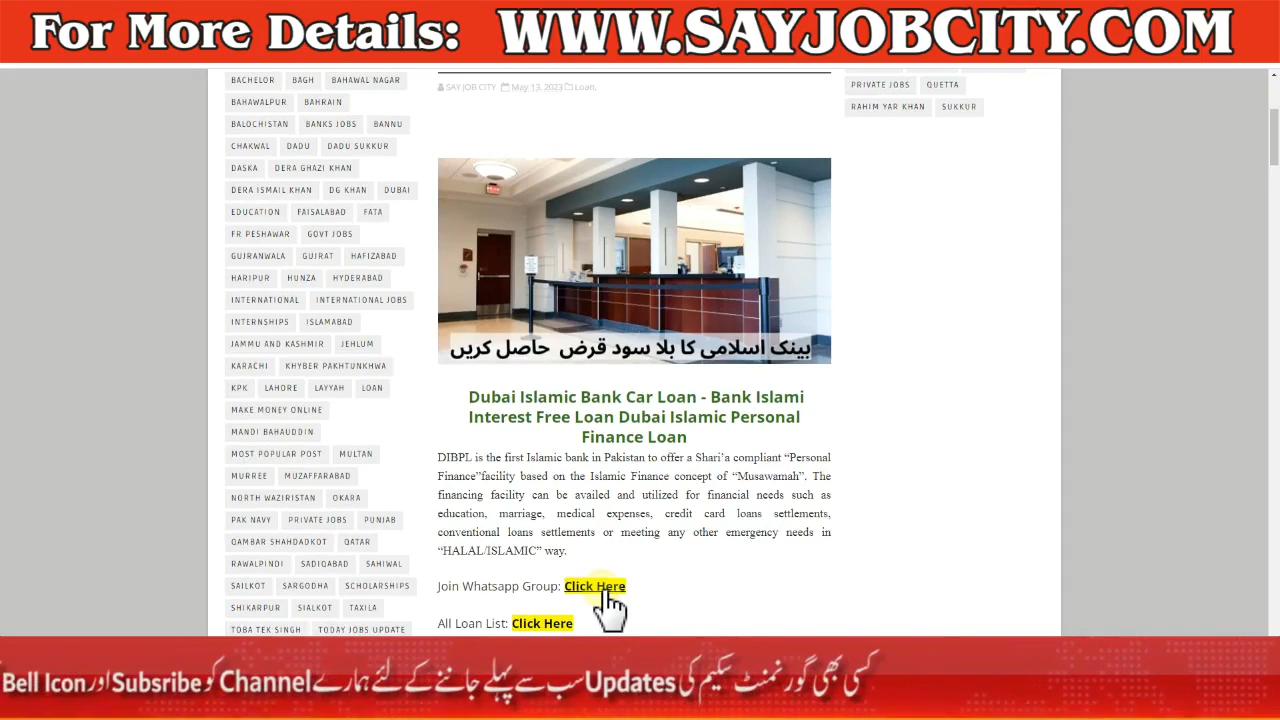 For More Details: WWW.SAYJOBCITY.COM
BACHELOR BAGH BAHAWAL NAGAR
BAHAWALPUR BAHRAIN
BALOCHISTAN BANKS JOBS BANNU
CHAKWAL DADU DADU SUKKUR
DASKA DERA GHAZI KHAN
DERA ISMAIL KHAN DG KHAN DUBAI
EDUCATION FAISALABAD FATA
FR PESHAWAR GOVT JOBS
GUJRANWALA GUJRAT HAFIZABAD
HARIPUR HUNZA HYDERABAD
INTERNATIONAL INTERNATIONAL JOBS
INTERNSHIPS ISLAMABAD
JAMMU AND KASHMIR JEHLUM
KARACHI KHYBER PAKHTUNKHWA
KPK LAHORE LAYYAH LOAN
MAKE MONEY ONLINE
MANDI BAHAUDDIN
MOST POPULAR POST MULTAN
MURREE MUZAFFARABAD
NORTH WAZIRISTAN OKARA
PAK NAVY PRIVATE JOBS PUNJAB
QAMBAR SHAHDADKOT QATAR
RAWALPINDI SADIQABAD SAHIWAL
SAILKOT SARGODHA SCHOLARSHIPS
SHIKARPUR SIALKOT TAXILA
TOBA TEK SINGH TODAY JOBS UPDATE
SAY JOB CITY May 13, 2023 Loan,
بینک اسلامی کا بلا سود قرض حاصل کریں
Dubai Islamic Bank Car Loan - Bank Islami
Interest Free Loan Dubai Islamic Personal
Finance Loan
DIBPL is the first Islamic bank in Pakistan to offer a Shari’a compliant “Personal
Finance”facility based on the Islamic Finance concept of “Musawamah”. The
financing facility can be availed and utilized for financial needs such as
education, marriage, medical expenses, credit card loans settlements,
conventional loans settlements or meeting any other emergency needs in
“HALAL/ISLAMIC” way.
Join Whatsapp Group: Click Here
All Loan List: Click Here
PRIVATE JOBS QUETTA
RAHIM YAR KHAN SUKKUR
کسی بھی گورنمنٹ سکیم کی Updates سب سے پہلے جاننے کے لئے ہمارے Channel کو Subsribe اور Bell Icon